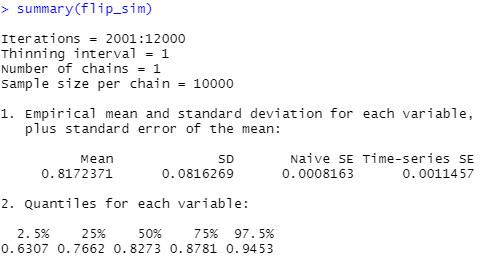 > summary(flip_sim)
Iterations = 2001:12000
Thinning interval = 1
Number of chains = 1
Sample size per chain = 10000
1. Empirical mean and standard deviation for each variable,
plus standard error of the mean:
Mean SD Naive SE Time-series SE
0.8172371 0.0816269 0.0008163 0.0011457
2. Quantiles for each variable:
2.5% 25% 50% 75% 97.5%
0.6307 0.7662 0.8273 0.8781 0.9453